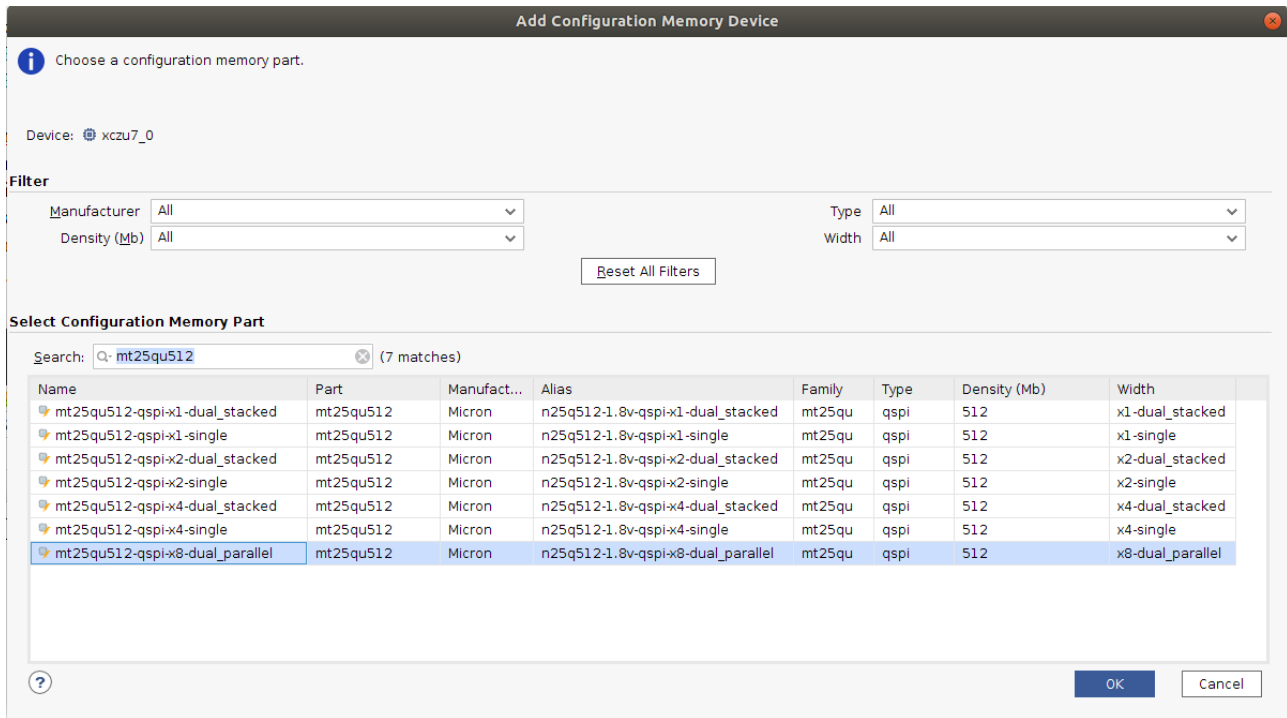 Add Configuration Memory Device
Choose a configuration memory part.
Device: xczu7_0
Filter
Manufacturer All Type All
Density (Mb) All Width All
Reset All Filters
Select Configuration Memory Part
Search: mt25qu512 (7 matches)
Name Part Manufact... Alias Family Type Density (Mb) Width
mt25qu512-qspi-x1-dual_stacked mt25qu512 Micron n25q512-1.8v-qspi-x1-dual_stacked mt25qu qspi 512 x1-dual_stacked
mt25qu512-qspi-x1-single mt25qu512 Micron n25q512-1.8v-qspi-x1-single mt25qu qspi 512 x1-single
mt25qu512-qspi-x2-dual_stacked mt25qu512 Micron n25q512-1.8v-qspi-x2-dual_stacked mt25qu qspi 512 x2-dual_stacked
mt25qu512-qspi-x2-single mt25qu512 Micron n25q512-1.8v-qspi-x2-single mt25qu qspi 512 x2-single
mt25qu512-qspi-x4-dual_stacked mt25qu512 Micron n25q512-1.8v-qspi-x4-dual_stacked mt25qu qspi 512 x4-dual_stacked
mt25qu512-qspi-x4-single mt25qu512 Micron n25q512-1.8v-qspi-x4-single mt25qu qspi 512 x4-single
mt25qu512-qspi-x8-dual_parallel mt25qu512 Micron n25q512-1.8v-qspi-x8-dual_parallel mt25qu qspi 512 x8-dual_parallel
? OK Cancel